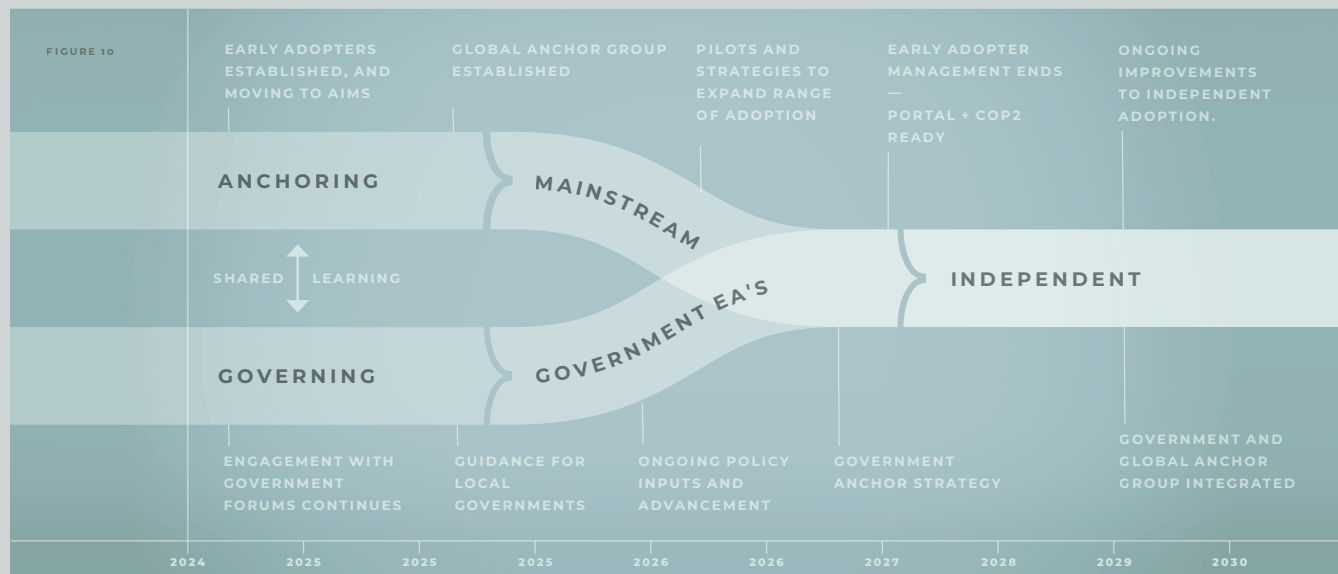 FIGURE 10
EARLY ADOPTERS
ESTABLISHED, AND
MOVING TO AIMS
GLOBAL ANCHOR GROUP
ESTABLISHED
PILOTS AND
STRATEGIES TO
EXPAND RANGE
OF ADOPTION
EARLY ADOPTER
MANAGEMENT ENDS
—
PORTAL + COP2
READY
ONGOING
IMPROVEMENTS
TO INDEPENDENT
ADOPTION.
ANCHORING
MAINSTREAM
SHARED LEARNING
INDEPENDENT
GOVERNING
GOVERNMENT EA'S
ENGAGEMENT WITH
GOVERNMENT
FORUMS CONTINUES
GUIDANCE FOR
LOCAL
GOVERNMENTS
ONGOING POLICY
INPUTS AND
ADVANCEMENT
GOVERNMENT
ANCHOR STRATEGY
GOVERNMENT AND
GLOBAL ANCHOR
GROUP INTEGRATED
2024 2025 2025 2025 2026 2026 2027 2028 2029 2030